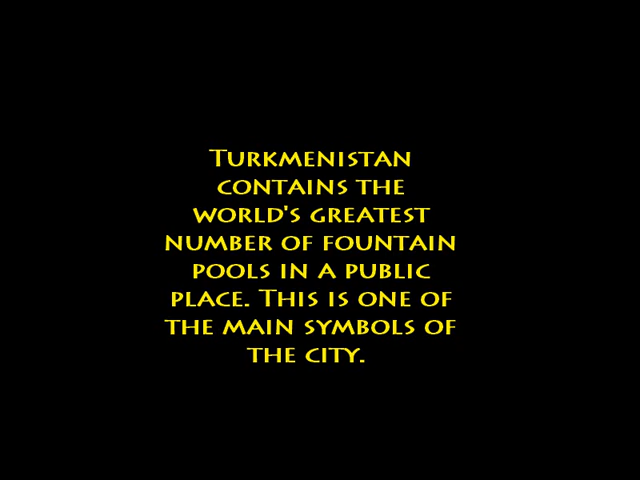 Turkmenistan
contains the
world's greatest
number of fountain
pools in a public
place. This is one of
the main symbols of
the city.